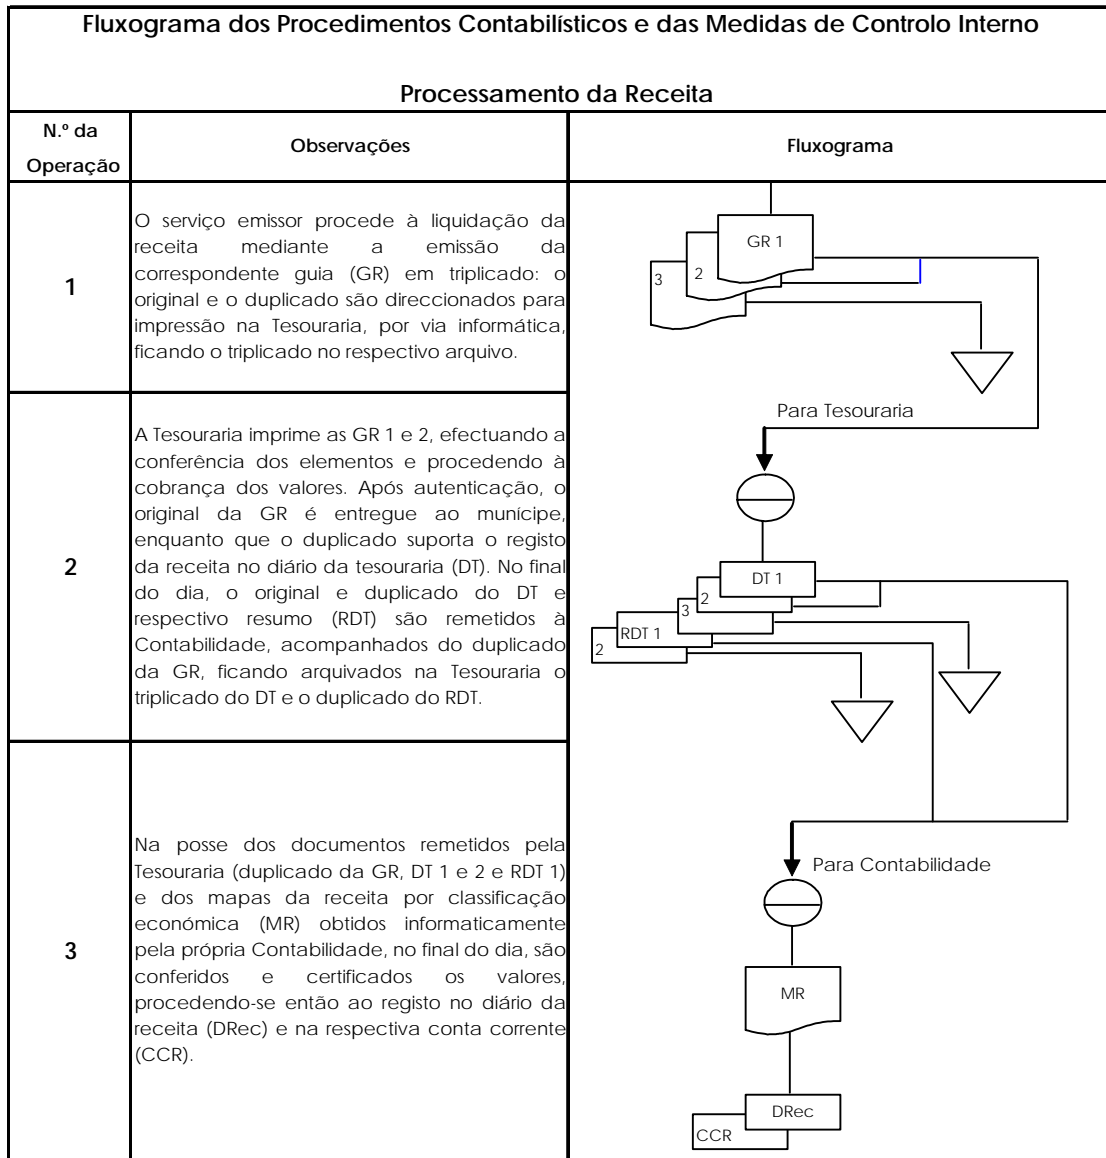 Fluxograma dos Procedimentos Contabilísticos e das Medidas de Controlo Interno
Processamento da Receita
N.º da
Operação
Observações
Fluxograma
1
O serviço emissor procede à liquidação da
receita mediante a emissão da
correspondente guia (GR) em triplicado: o
original e o duplicado são direccionados para
impressão na Tesouraria, por via informática,
ficando o triplicado no respectivo arquivo.
GR 1
2
3
Para Tesouraria
2
A Tesouraria imprime as GR 1 e 2, efectuando a
conferência dos elementos e procedendo à
cobrança dos valores. Após autenticação, o
original da GR é entregue ao munícipe,
enquanto que o duplicado suporta o registo
da receita no diário da tesouraria (DT). No final
do dia, o original e duplicado do DT e
respectivo resumo (RDT) são remetidos à
Contabilidade, acompanhados do duplicado
da GR, ficando arquivados na Tesouraria o
triplicado do DT e o duplicado do RDT.
DT 1
2
3
RDT 1
2
3
Na posse dos documentos remetidos pela
Tesouraria (duplicado da GR, DT 1 e 2 e RDT 1)
e dos mapas da receita por classificação
económica (MR) obtidos informaticamente
pela própria Contabilidade, no final do dia, são
conferidos e certificados os valores,
procedendo-se então ao registo no diário da
receita (DRec) e na respectiva conta corrente
(CCR).
Para Contabilidade
MR
DRec
CCR